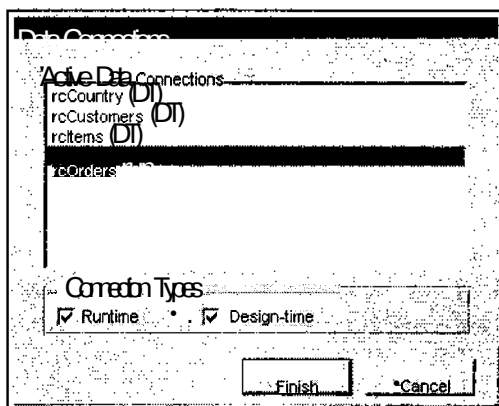 Data Connections
Active Data Connections
rcCountry (DT)
rcCustomers (DT)
rcItems (DT)
rcOrders
Connection Types
Runtime
Design-time
Finish
Cancel